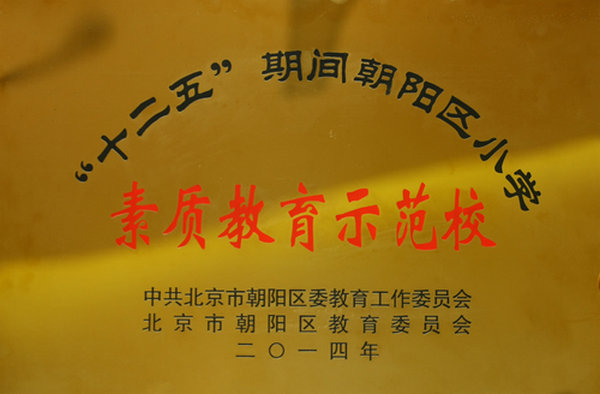 “十二五”期间朝阳区小学
素质教育示范校
中共北京市朝阳区委教育工作委员会
北京市朝阳区教育委员会
二〇一四年